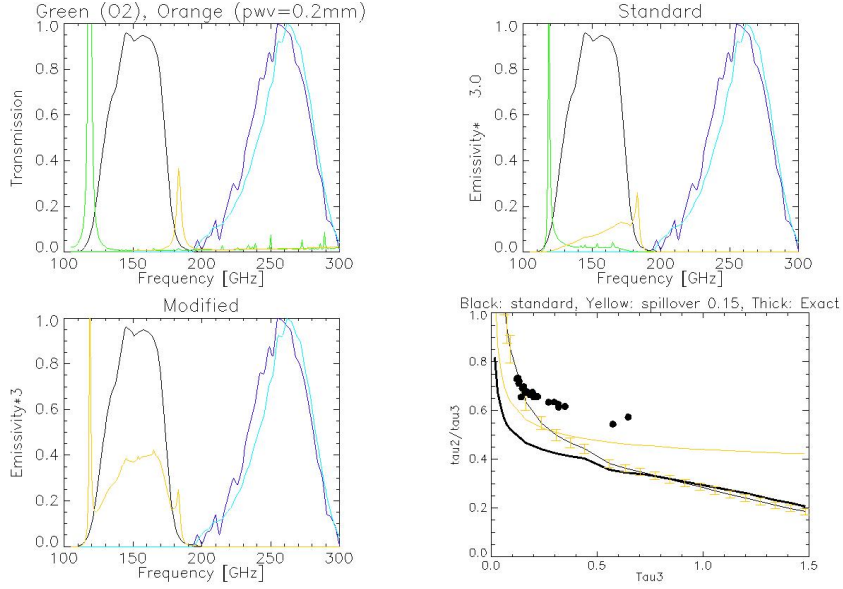 Green (O2), Orange (pwv=0.2mm)
1.0
0.8
0.6
0.4
0.2
0.0
Transmission
100 150 200 250 300
Frequency [GHz]
Standard
1.0
0.8
0.6
0.4
0.2
0.0
Emissivity* 3.0
100 150 200 250 300
Frequency [GHz]
Modified
1.0
0.8
0.6
0.4
0.2
0.0
Emissivity*3
100 150 200 250 300
Frequency [GHz]
Black: standard, Yellow: spillover 0.15, Thick: Exact
1.0
0.8
0.6
0.4
0.2
0.0
tau2/tau3
0.0 0.5 1.0 1.5
Tau3